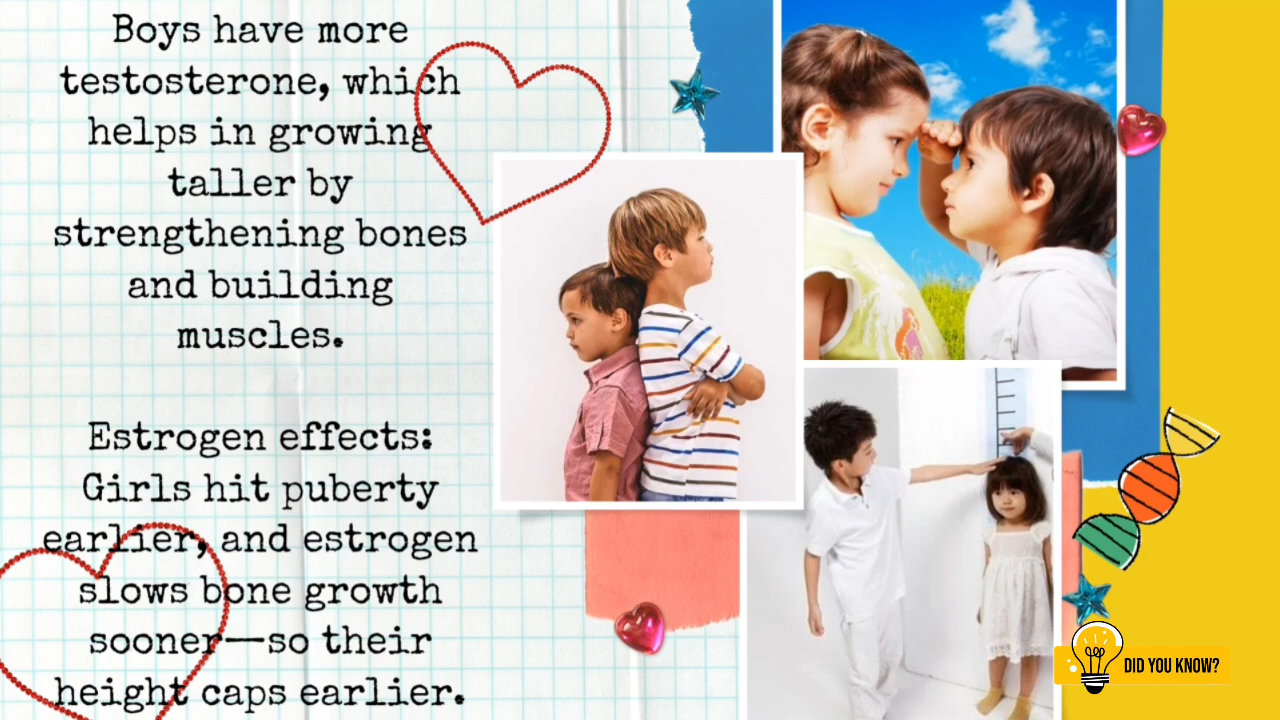 Boys have more
testosterone, which
helps in growing
taller by
strengthening bones
and building
muscles.
Estrogen effects:
Girls hit puberty
earlier, and estrogen
slows bone growth
sooner—so their
height caps earlier.
DID YOU KNOW?